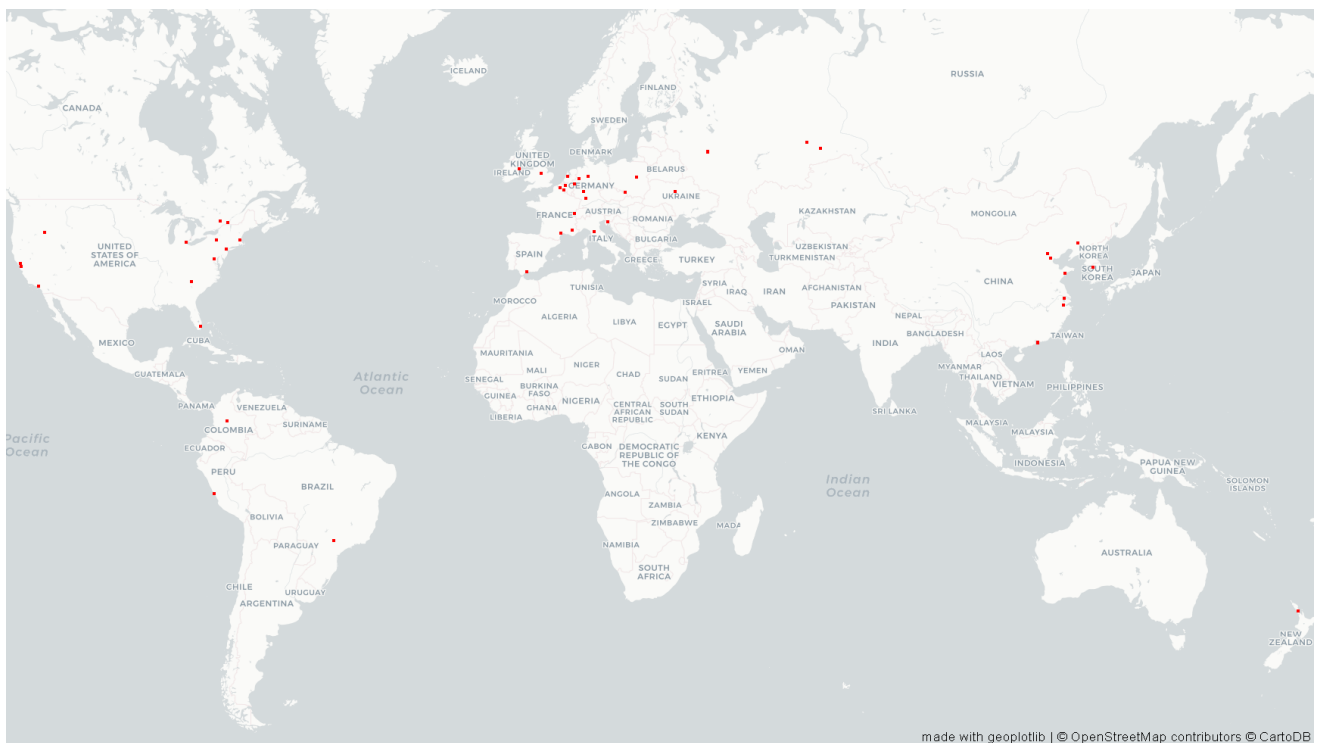 ICELAND
RUSSIA
FINLAND
CANADA
SWEDEN
UNITED
KINGDOM
DENMARK
IRELAND
BELARUS
GERMANY
UKRAINE
FRANCE
AUSTRIA
KAZAKHSTAN
MONGOLIA
ROMANIA
ITALY
BULGARIA
UNITED
STATES OF
AMERICA
SPAIN
GREECE
TURKEY
UZBEKISTAN
TURKMENISTAN
NORTH
KOREA
SOUTH
KOREA
JAPAN
CHINA
TUNISIA
SYRIA
IRAQ
IRAN
AFGHANISTAN
MOROCCO
ISRAEL
PAKISTAN
ALGERIA
LIBYA
EGYPT
SAUDI
ARABIA
NEPAL
BANGLADESH
TAIWAN
MEXICO
CUBA
INDIA
OMAN
LAOS
MAURITANIA
MYANMAR
GUATEMALA
Atlantic
Ocean
MALI
NIGER
CHAD
SUDAN
ERITREA
YEMEN
THAILAND
VIETNAM
PHILIPPINES
SENEGAL
BURKINA
FASO
GUINEA
GHANA
NIGERIA
CENTRAL
AFRICAN
REPUBLIC
SOUTH
SUDAN
ETHIOPIA
PANAMA
VENEZUELA
LIBERIA
SRI LANKA
COLOMBIA
SURINAME
MALAYSIA
MALAYSIA
Pacific
Ocean
ECUADOR
GABON
DEMOCRATIC
REPUBLIC OF
THE CONGO
KENYA
INDONESIA
PAPUA NEW
GUINEA
PERU
BRAZIL
Indian
Ocean
SOLOMON
ISLANDS
ANGOLA
ZAMBIA
BOLIVIA
ZIMBABWE
MADA
PARAGUAY
NAMIBIA
AUSTRALIA
SOUTH
AFRICA
CHILE
URUGUAY
ARGENTINA
NEW
ZEALAND
made with geoplotlib | © OpenStreetMap contributors © CartoDB